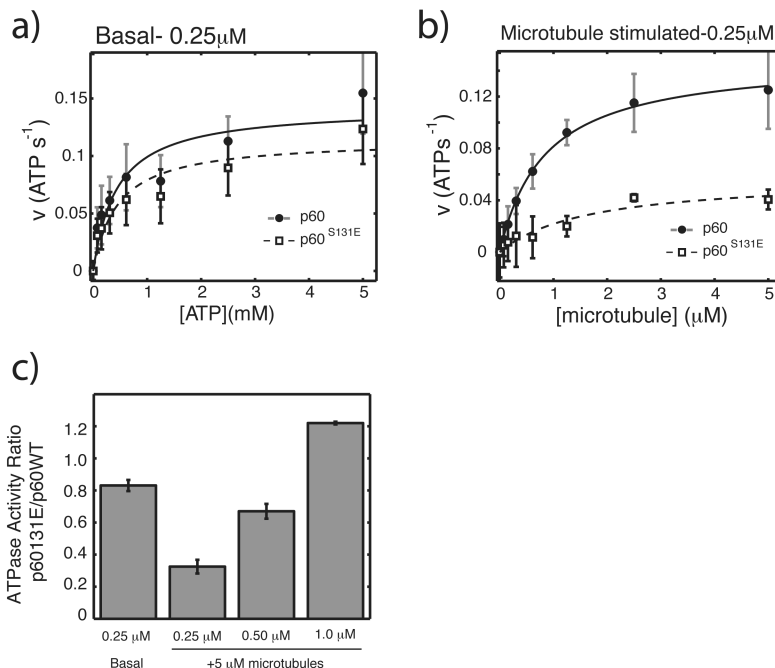 a)
Basal- 0.25μM
v (ATP s⁻¹)
0.15
0.1
0.05
0
p60
p60 S131E
0 1 2 3 4 5
[ATP](mM)
b)
Microtubule stimulated-0.25μM
v (ATPs⁻¹)
0.12
0.08
0.04
0
p60
p60 S131E
0 1 2 3 4 5
[microtubule] (μM)
c)
ATPase Activity Ratio
p60131E/p60WT
1.2
1.0
0.8
0.6
0.4
0.2
0
0.25 μM 0.25 μM 0.50 μM 1.0 μM
Basal +5 μM microtubules